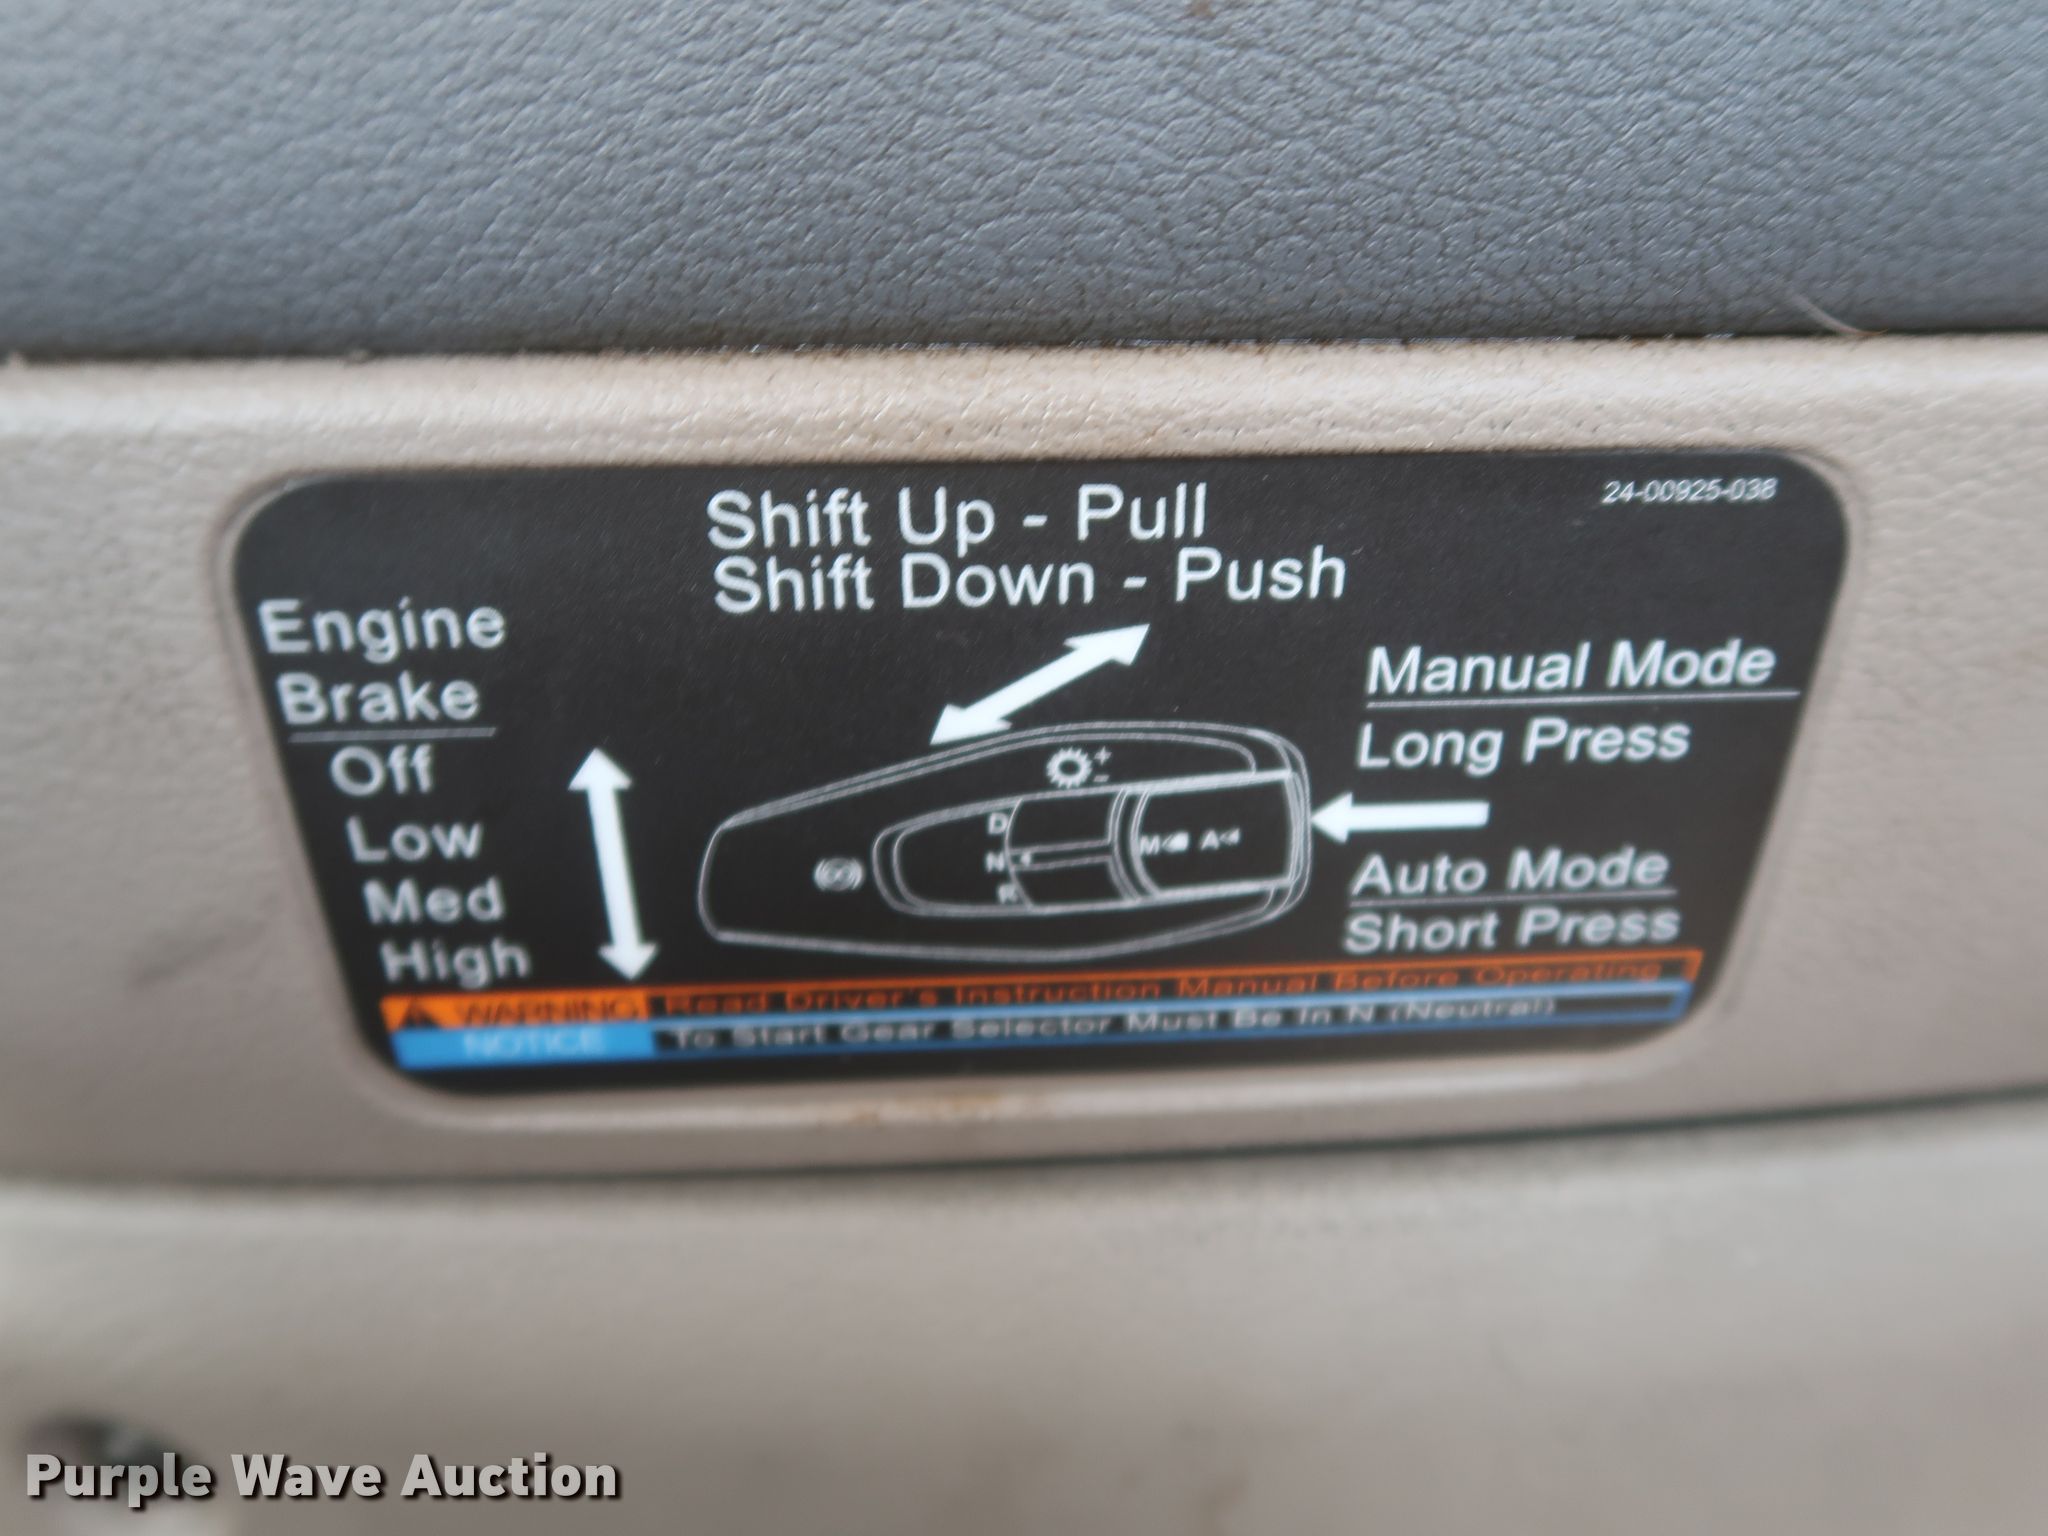 24-00925-038
Shift Up - Pull
Shift Down - Push
Engine
Brake
Off
Low
Med
High
+
-
D
N
R
M
A
Manual Mode
Long Press
Auto Mode
Short Press
WARNING Read Driver's Instruction Manual Before Operating
NOTICE To Start Gear Selector Must Be In N (Neutral)
Purple Wave Auction